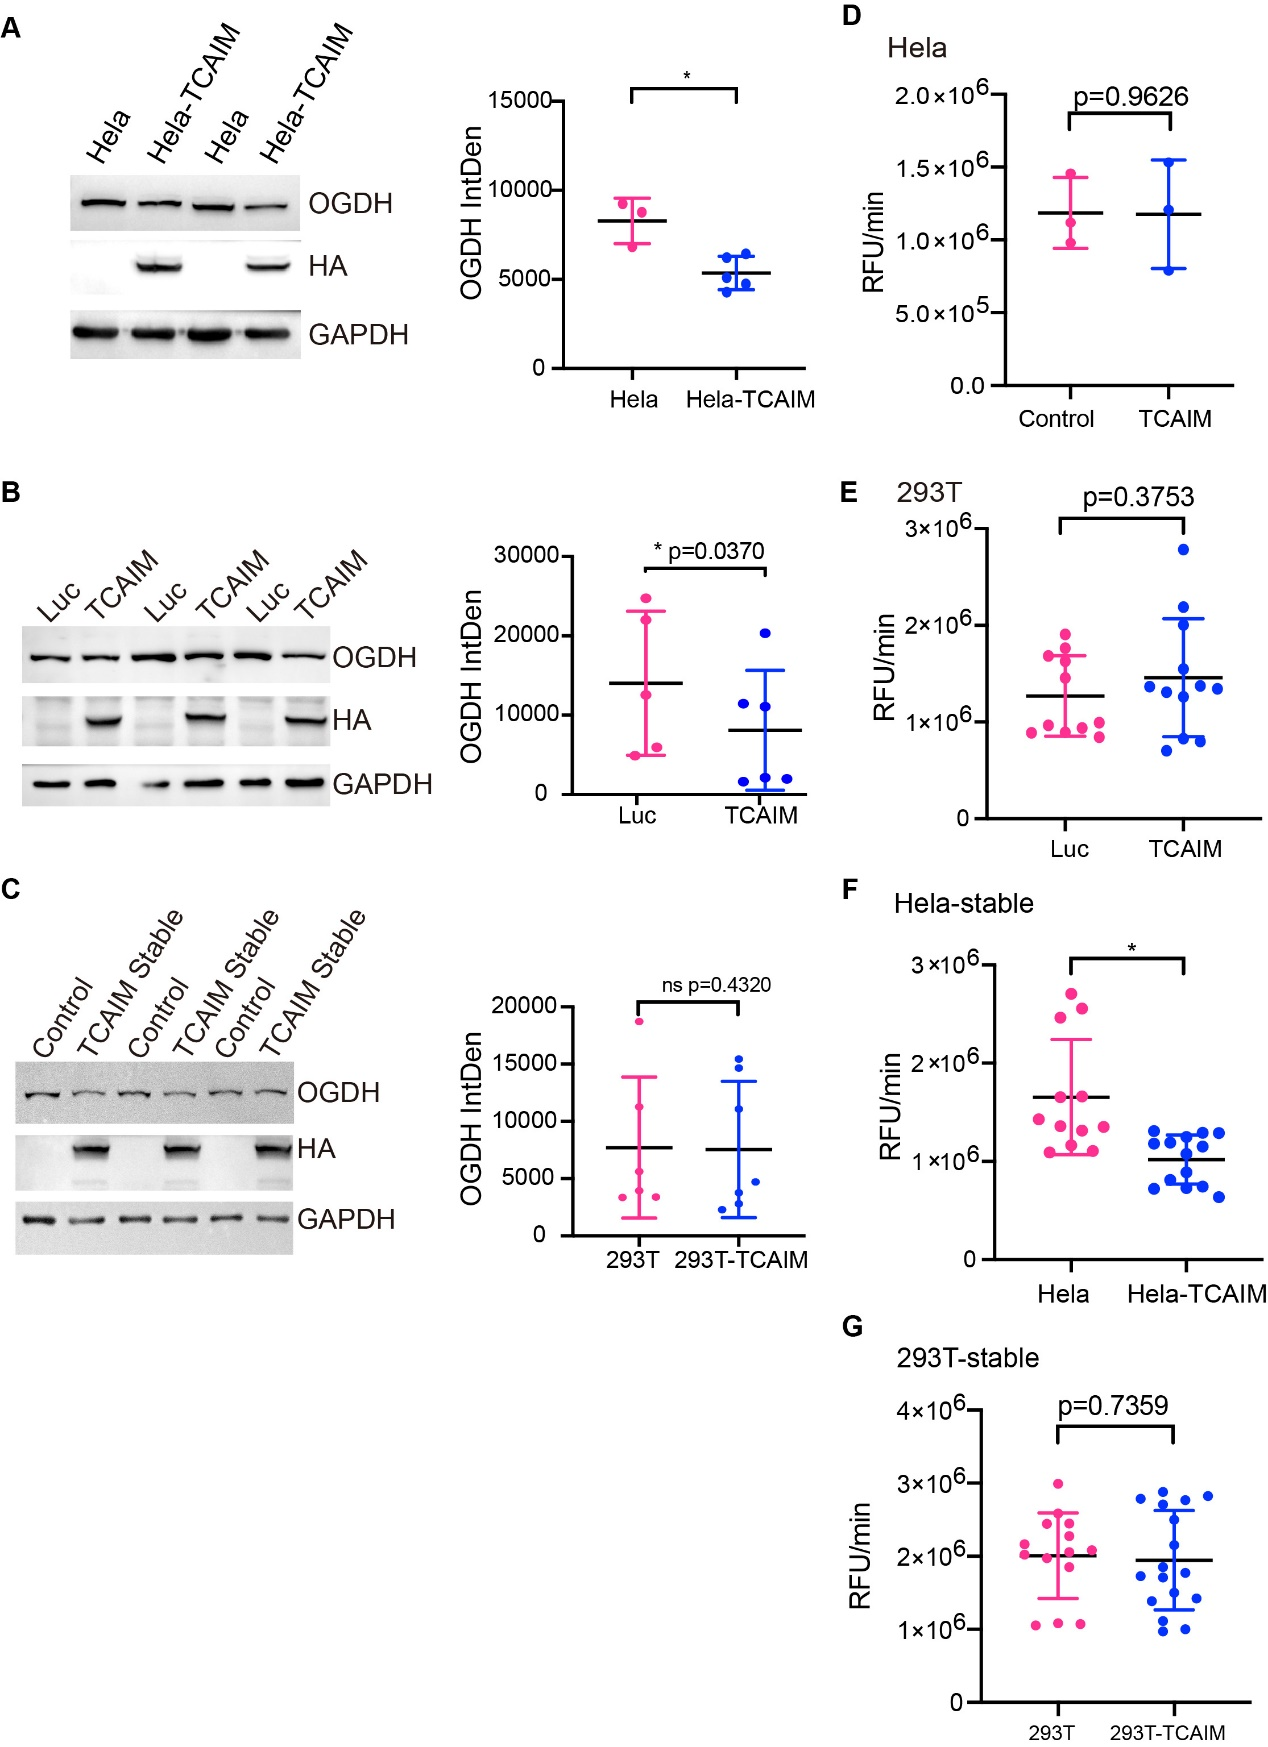 A
Hela
Hela-TCAIM
Hela
Hela-TCAIM
OGDH
HA
GAPDH
OGDH IntDen
15000
10000
5000
0
*
Hela
Hela-TCAIM
D
Hela
RFU/min
2.0×10⁶
1.5×10⁶
1.0×10⁶
5.0×10⁵
0.0
p=0.9626
Control
TCAIM
B
Luc
TCAIM
Luc
TCAIM
Luc
TCAIM
OGDH
HA
GAPDH
OGDH IntDen
30000
20000
10000
0
* p=0.0370
Luc
TCAIM
E
293T
RFU/min
3×10⁶
2×10⁶
1×10⁶
0
p=0.3753
Luc
TCAIM
C
Control
TCAIM Stable
Control
TCAIM Stable
Control
TCAIM Stable
OGDH
HA
GAPDH
OGDH IntDen
20000
15000
10000
5000
0
ns p=0.4320
293T
293T-TCAIM
F
Hela-stable
RFU/min
3×10⁶
2×10⁶
1×10⁶
0
*
Hela
Hela-TCAIM
G
293T-stable
RFU/min
4×10⁶
3×10⁶
2×10⁶
1×10⁶
0
p=0.7359
293T
293T-TCAIM